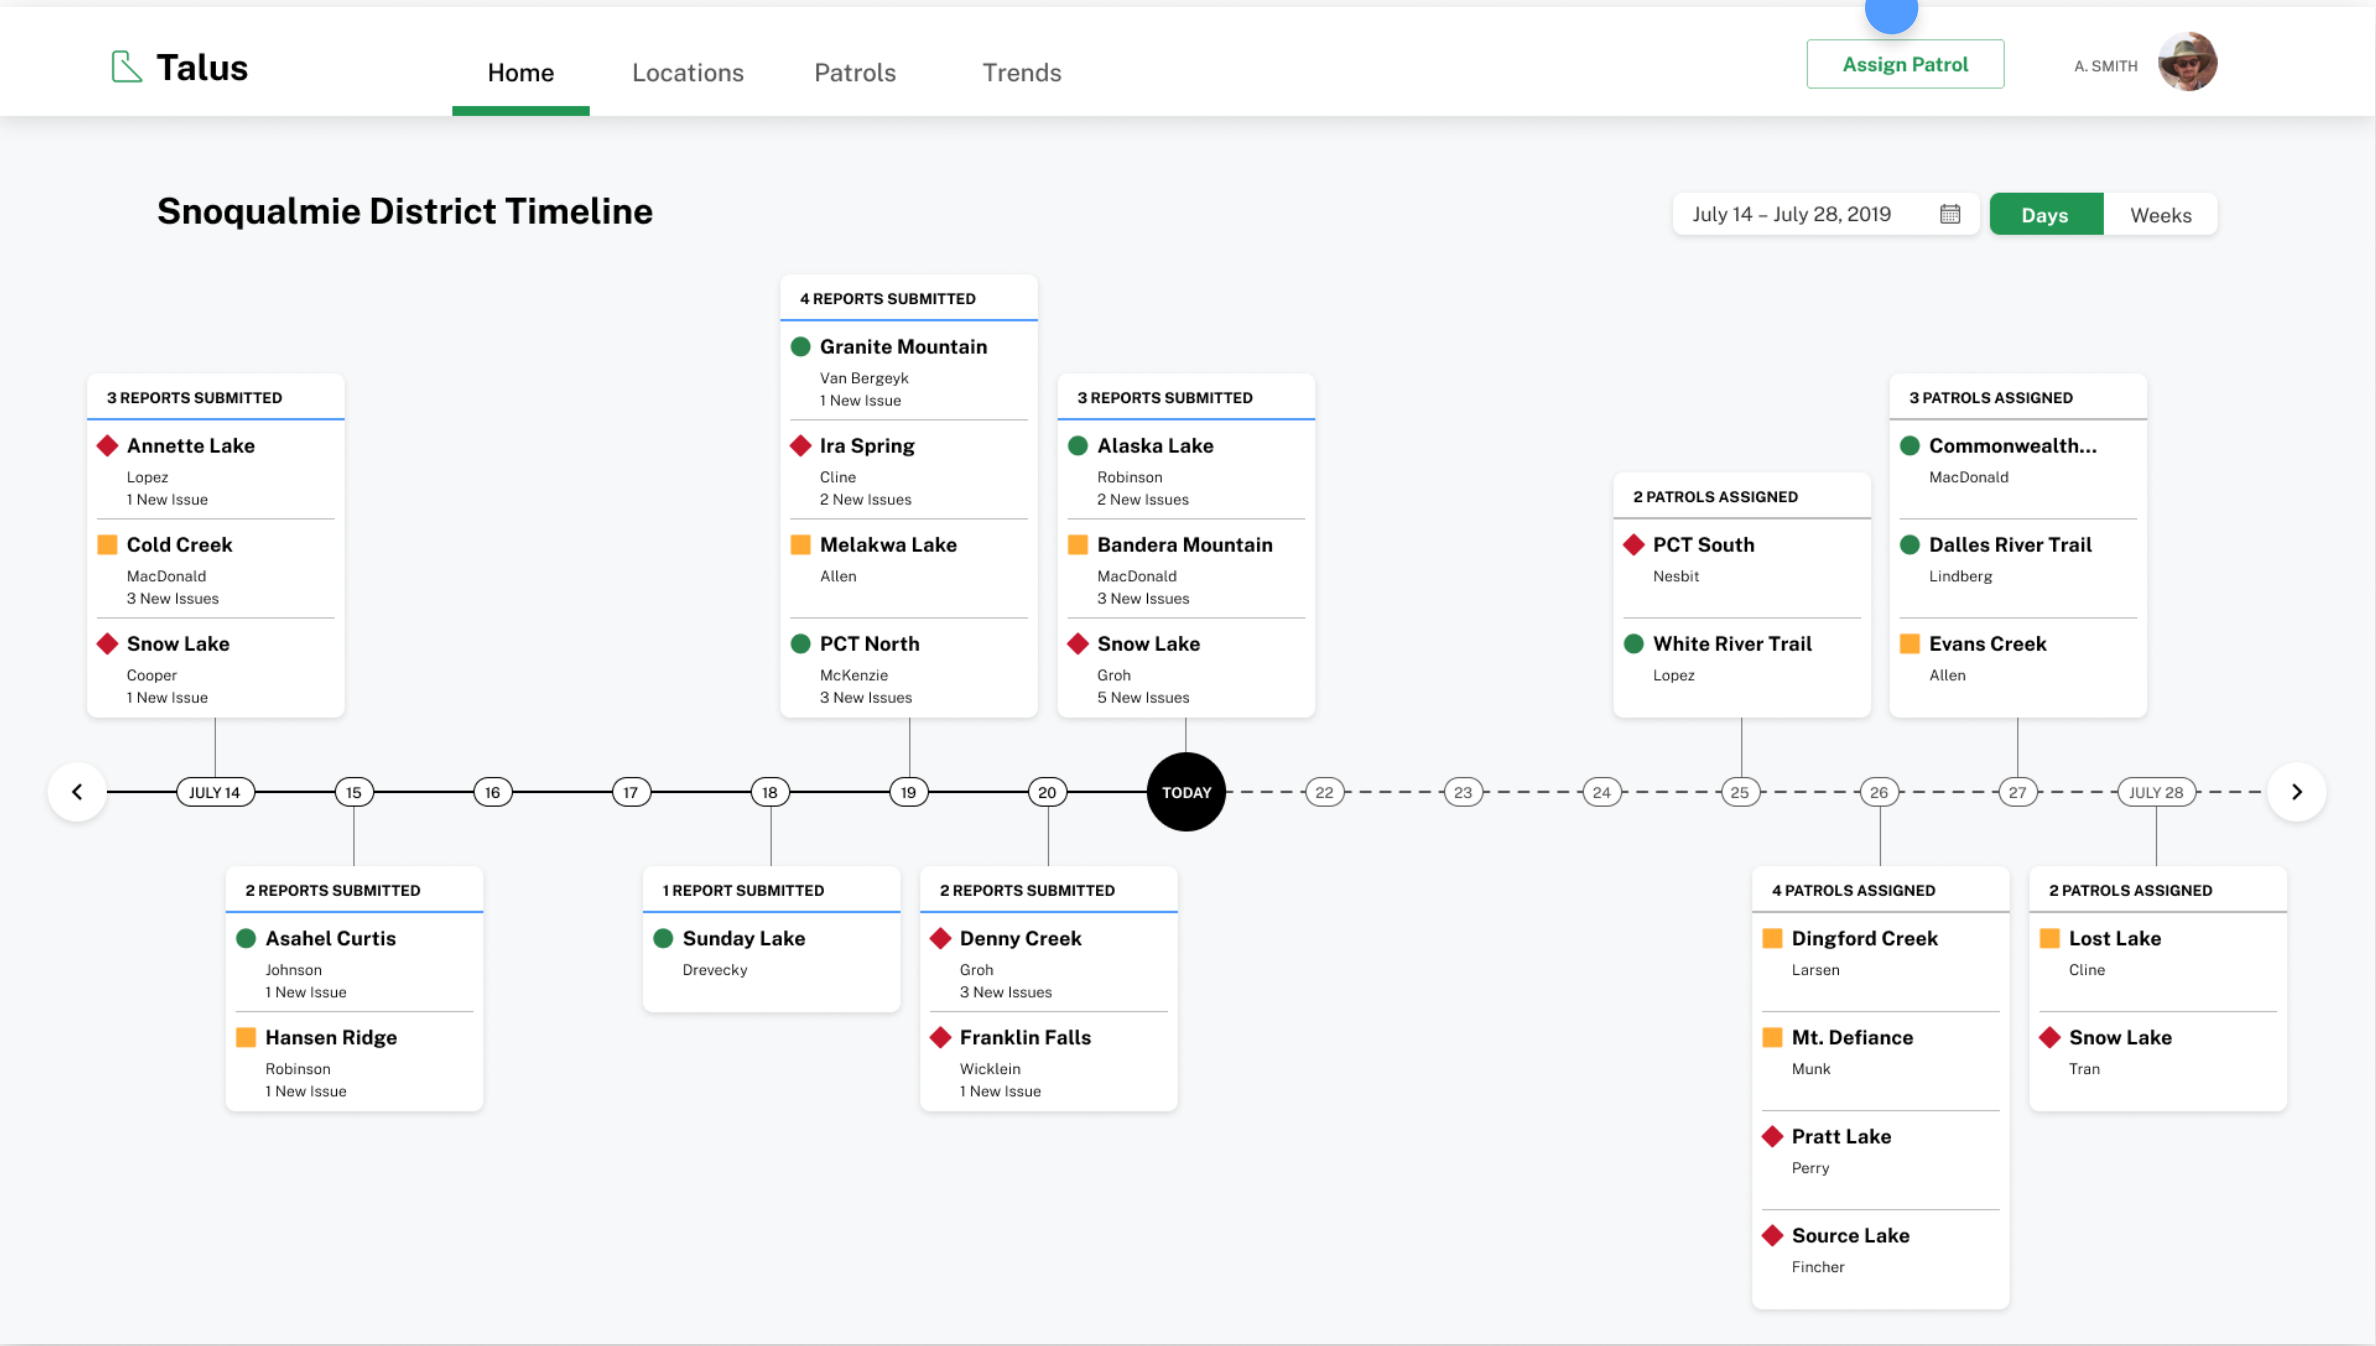 Talus
Home
Locations
Patrols
Trends
Assign Patrol
A. SMITH
Snoqualmie District Timeline
July 14 – July 28, 2019
Days
Weeks
3 REPORTS SUBMITTED
Annette Lake
Lopez
1 New Issue
Cold Creek
MacDonald
3 New Issues
Snow Lake
Cooper
1 New Issue
4 REPORTS SUBMITTED
Granite Mountain
Van Bergeyk
1 New Issue
Ira Spring
Cline
2 New Issues
Melakwa Lake
Allen
PCT North
McKenzie
3 New Issues
3 REPORTS SUBMITTED
Alaska Lake
Robinson
2 New Issues
Bandera Mountain
MacDonald
3 New Issues
Snow Lake
Groh
5 New Issues
2 PATROLS ASSIGNED
PCT South
Nesbit
White River Trail
Lopez
3 PATROLS ASSIGNED
Commonwealth...
MacDonald
Dalles River Trail
Lindberg
Evans Creek
Allen
JULY 14
15
16
17
18
19
20
TODAY
22
23
24
25
26
27
JULY 28
2 REPORTS SUBMITTED
Asahel Curtis
Johnson
1 New Issue
Hansen Ridge
Robinson
1 New Issue
1 REPORT SUBMITTED
Sunday Lake
Drevecky
2 REPORTS SUBMITTED
Denny Creek
Groh
3 New Issues
Franklin Falls
Wicklein
1 New Issue
4 PATROLS ASSIGNED
Dingford Creek
Larsen
Mt. Defiance
Munk
Pratt Lake
Perry
Source Lake
Fincher
2 PATROLS ASSIGNED
Lost Lake
Cline
Snow Lake
Tran